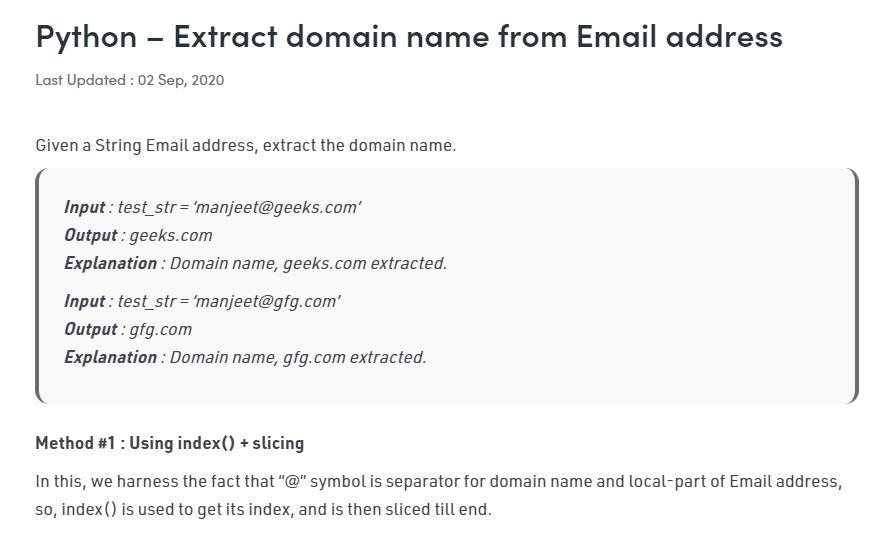 Python – Extract domain name from Email address
Last Updated : 02 Sep, 2020
Given a String Email address, extract the domain name.
Input : test_str = ‘manjeet@geeks.com’
Output : geeks.com
Explanation : Domain name, geeks.com extracted.
Input : test_str = ‘manjeet@gfg.com’
Output : gfg.com
Explanation : Domain name, gfg.com extracted.
Method #1 : Using index() + slicing
In this, we harness the fact that “@” symbol is separator for domain name and local-part of Email address,
so, index() is used to get its index, and is then sliced till end.